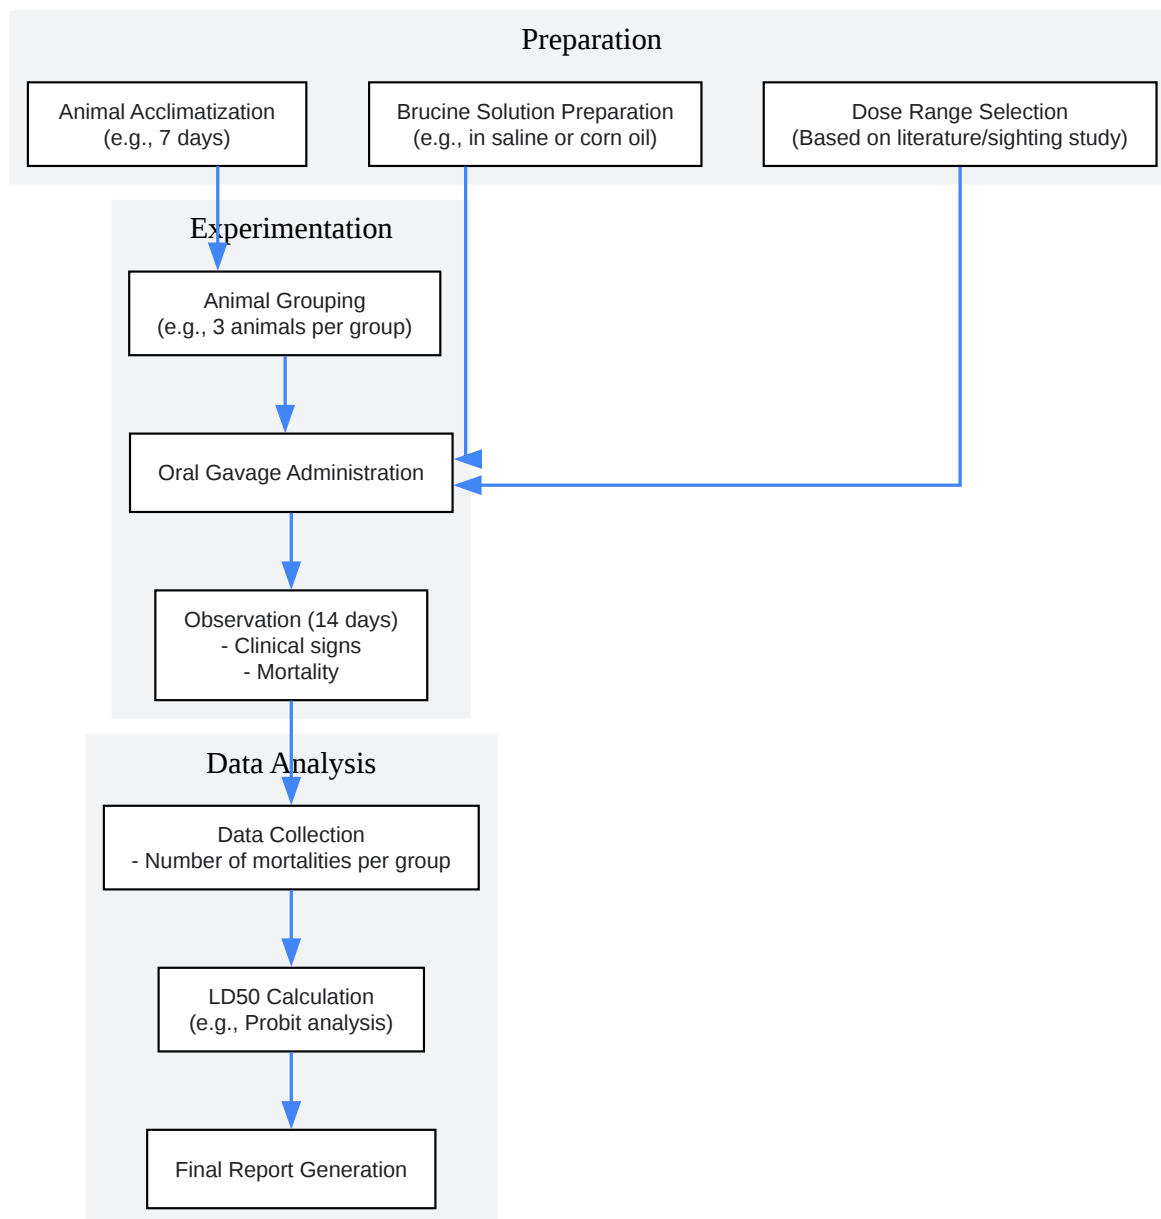 Preparation
Animal Acclimatization
(e.g., 7 days)
Brucine Solution Preparation
(e.g., in saline or corn oil)
Dose Range Selection
(Based on literature/sighting study)
Experimentation
Animal Grouping
(e.g., 3 animals per group)
Oral Gavage Administration
Observation (14 days)
- Clinical signs
- Mortality
Data Analysis
Data Collection
- Number of mortalities per group
LD50 Calculation
(e.g., Probit analysis)
Final Report Generation